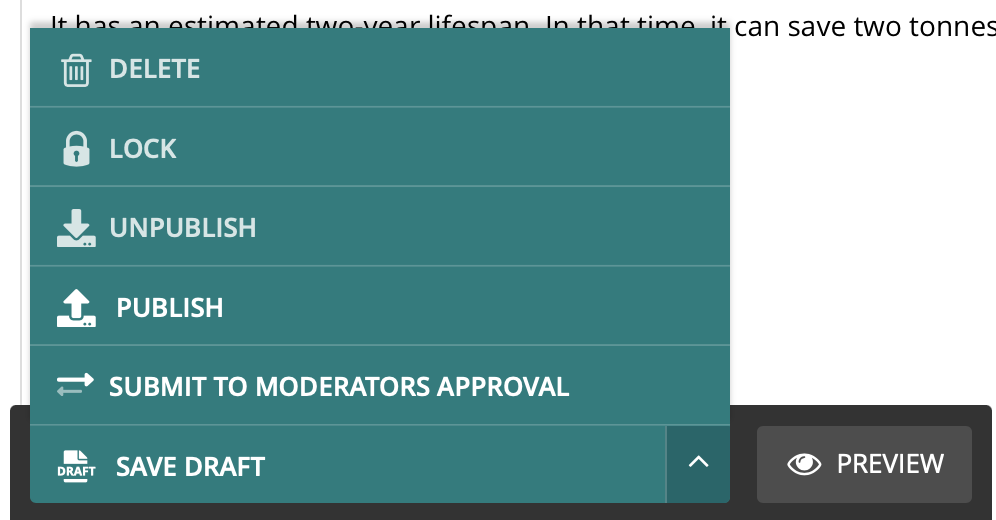 It has an estimated two-year lifespan. In that time, it can save two tonnes
DELETE
LOCK
UNPUBLISH
PUBLISH
SUBMIT TO MODERATORS APPROVAL
DRAFT SAVE DRAFT
PREVIEW